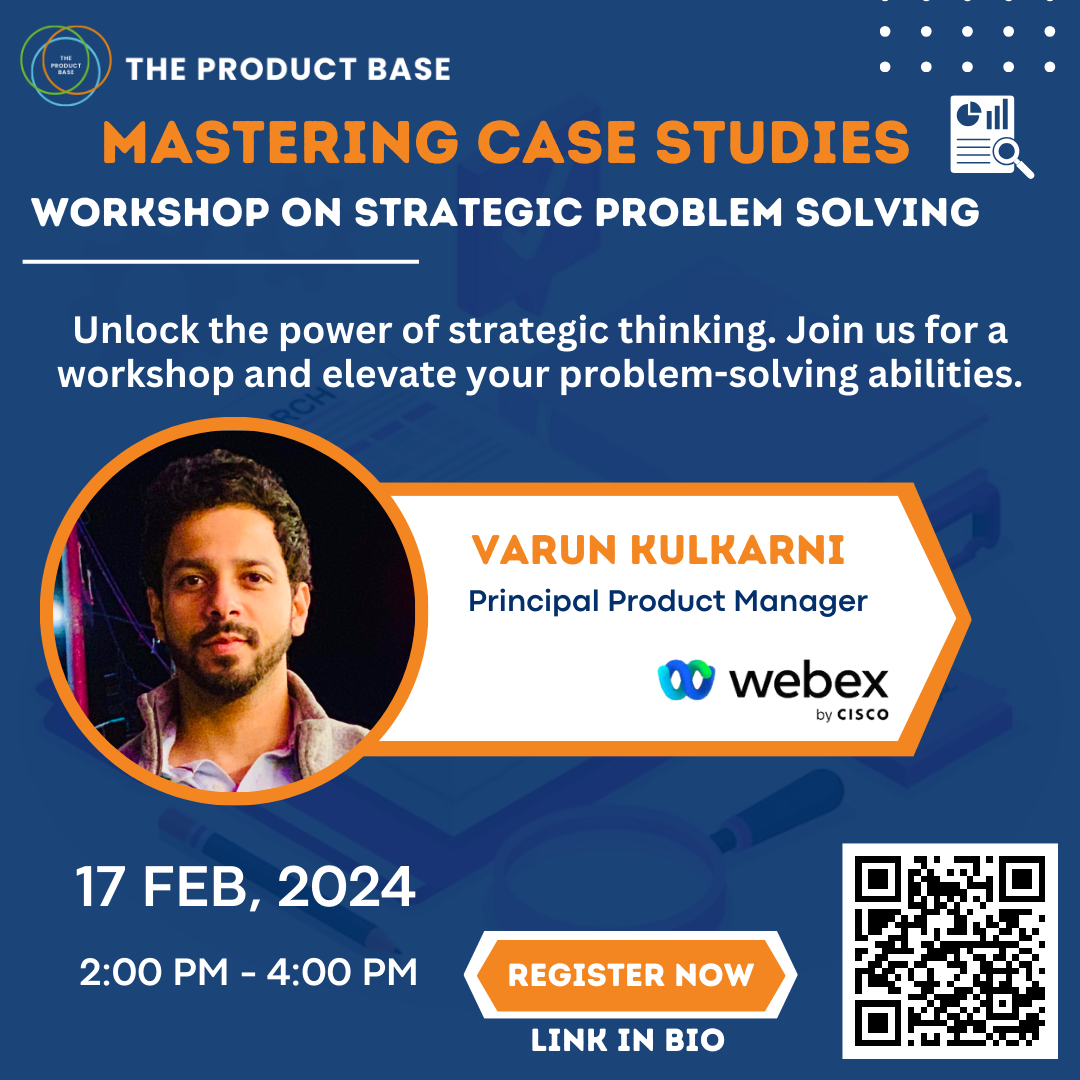 THE
PRODUCT
BASE
THE PRODUCT BASE
MASTERING CASE STUDIES
WORKSHOP ON STRATEGIC PROBLEM SOLVING
Unlock the power of strategic thinking. Join us for a
workshop and elevate your problem-solving abilities.
RCH
VARUN KULKARNI
Principal Product Manager
webex
by CISCO
17 FEB, 2024
2:00 PM - 4:00 PM
REGISTER NOW
LINK IN BIO